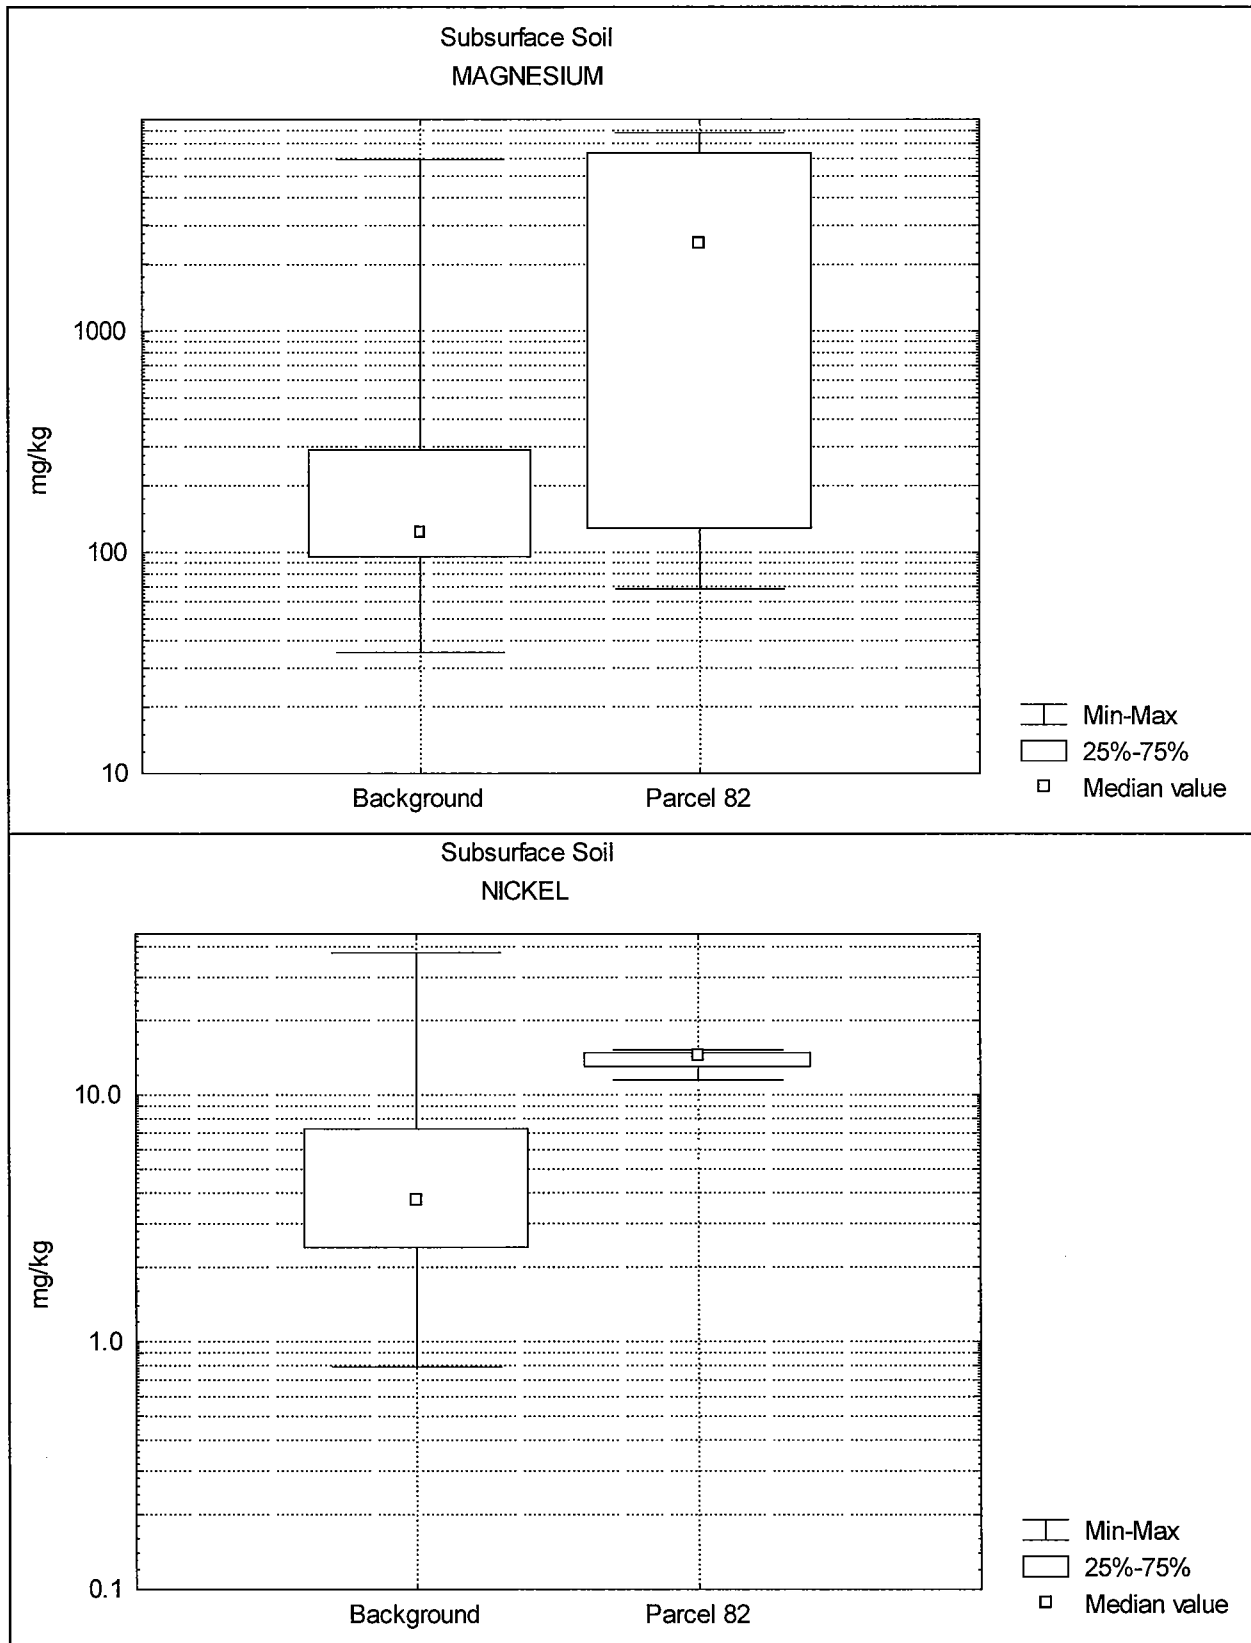 Subsurface Soil
MAGNESIUM
mg/kg
1000
100
10
Background
Parcel 82
Min-Max
25%-75%
Median value
Subsurface Soil
NICKEL
mg/kg
10.0
1.0
0.1
Background
Parcel 82
Min-Max
25%-75%
Median value